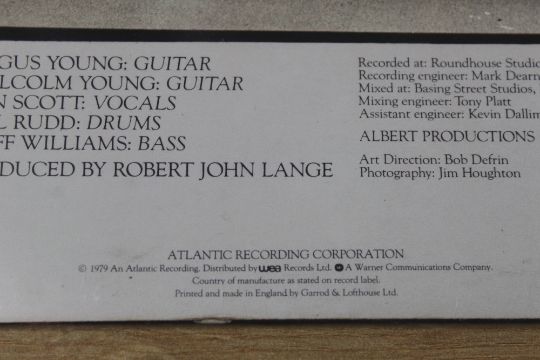 GUS YOUNG: GUITAR
LCOLM YOUNG: GUITAR
N SCOTT: VOCALS
L RUDD: DRUMS
FF WILLIAMS: BASS
DUCED BY ROBERT JOHN LANGE
Recorded at: Roundhouse Studio
Recording engineer: Mark Dearn
Mixed at: Basing Street Studios,
Mixing engineer: Tony Platt
Assistant engineer: Kevin Dallim
ALBERT PRODUCTIONS
Art Direction: Bob Defrin
Photography: Jim Houghton
ATLANTIC RECORDING CORPORATION
© 1979 An Atlantic Recording. Distributed by wea Records Ltd. A Warner Communications Company.
Country of manufacture as stated on record label.
Printed and made in England by Garrod & Lofthouse Ltd.